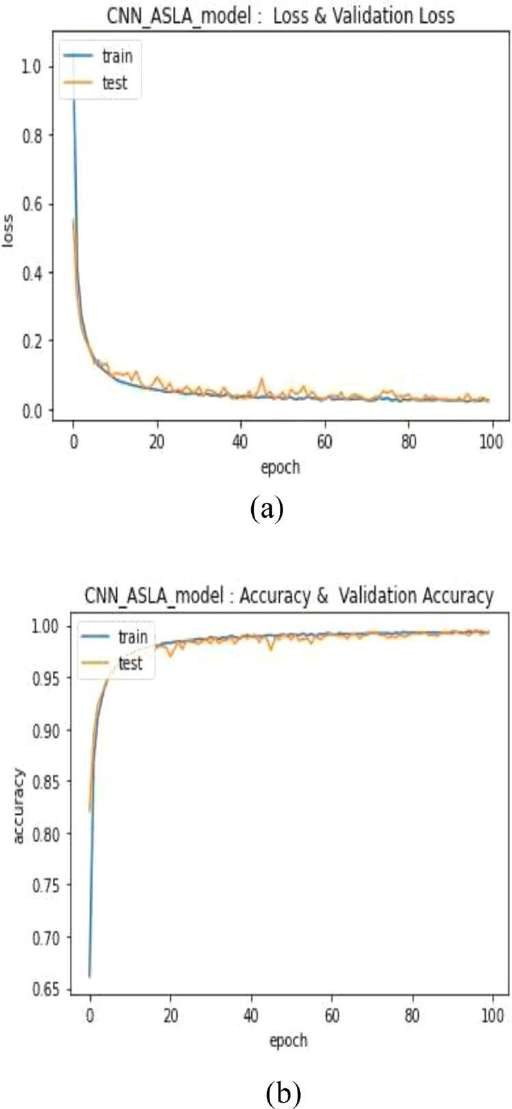 CNN_ASLA_model : Loss & Validation Loss
train
test
1.0
0.8
0.6
0.4
0.2
0.0
loss
0 20 40 60 80 100
epoch
(a)
CNN_ASLA_model : Accuracy & Validation Accuracy
train
test
1.00
0.95
0.90
0.85
0.80
0.75
0.70
0.65
accuracy
0 20 40 60 80 100
epoch
(b)